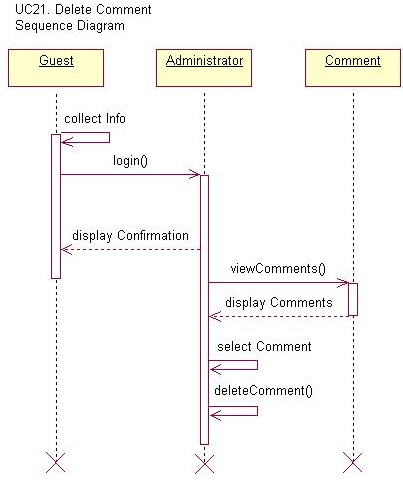 UC21. Delete Comment
Sequence Diagram
Guest
Administrator
Comment
collect Info
login()
display Confirmation
viewComments()
display Comments
select Comment
deleteComment()